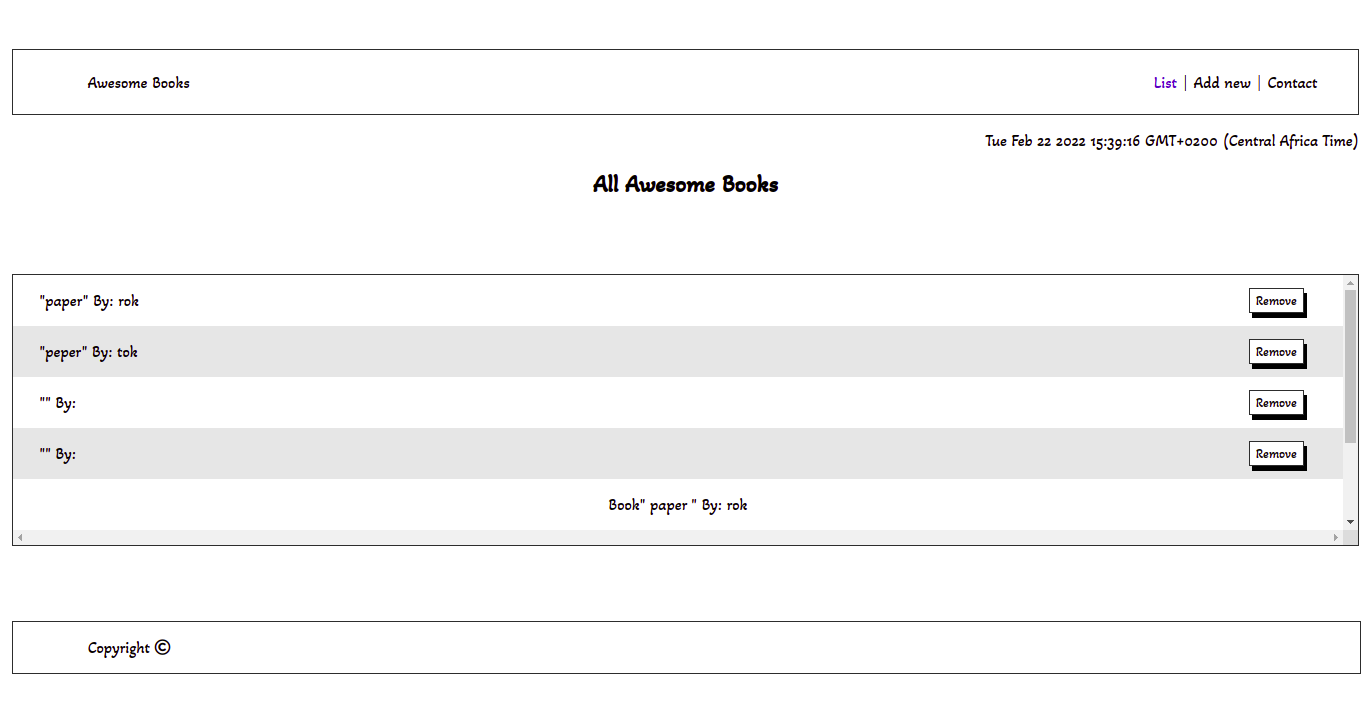 Awesome Books
List | Add new | Contact
Tue Feb 22 2022 15:39:16 GMT+0200 (Central Africa Time)
All Awesome Books
"paper" By: rok Remove
"peper" By: tok Remove
"" By: Remove
"" By: Remove
Book" paper " By: rok
Copyright ©